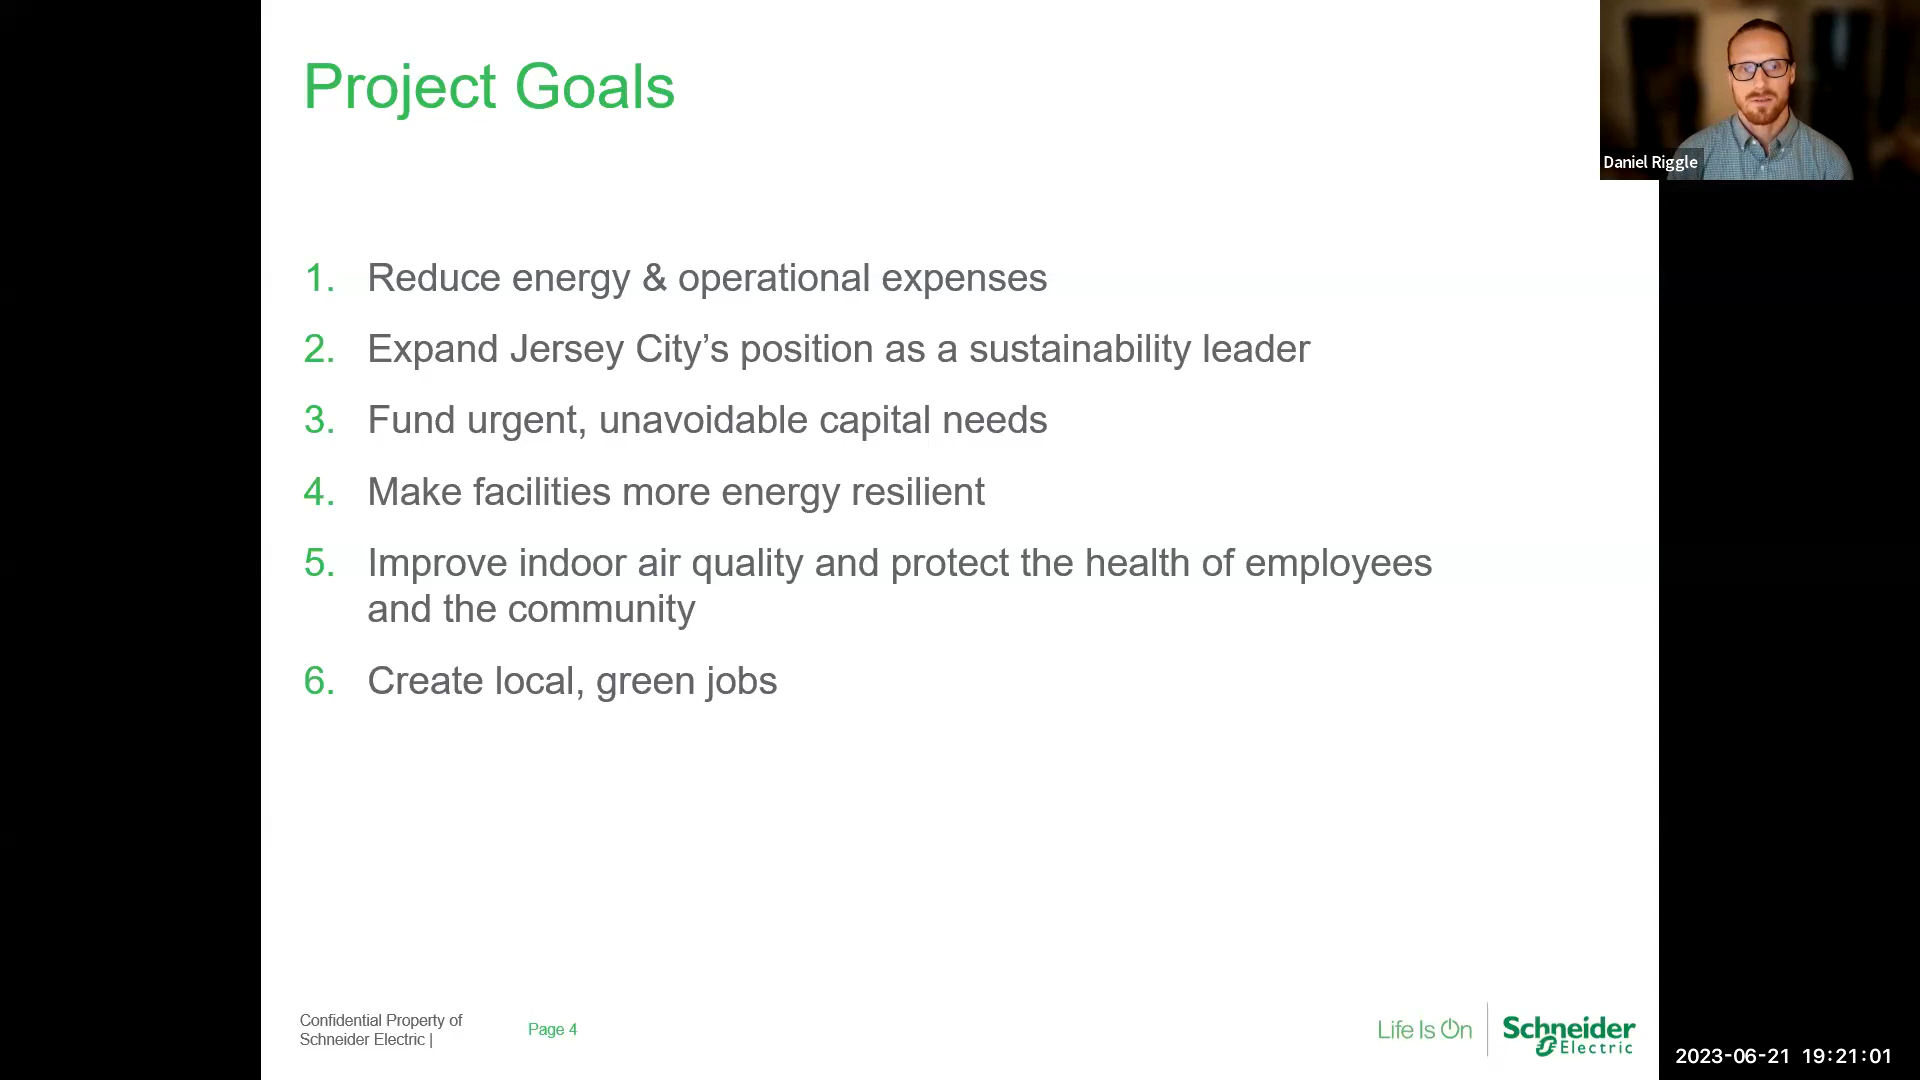 Project Goals
Daniel Riggle
1. Reduce energy & operational expenses
2. Expand Jersey City’s position as a sustainability leader
3. Fund urgent, unavoidable capital needs
4. Make facilities more energy resilient
5. Improve indoor air quality and protect the health of employees
and the community
6. Create local, green jobs
Confidential Property of
Schneider Electric |
Page 4
Life Is On
Schneider
Electric
2023-06-21 19:21:01